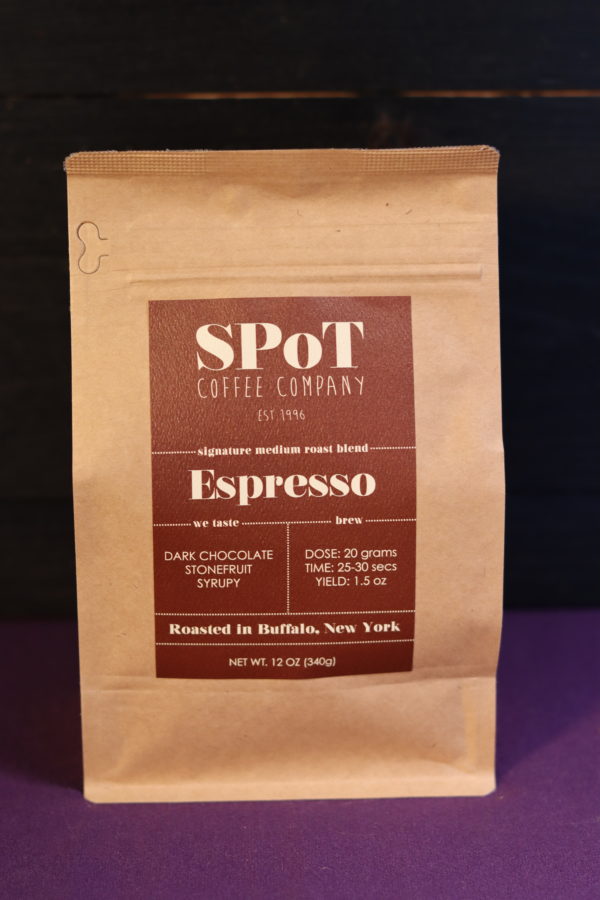 SPoT
COFFEE COMPANY
EST 1996
signature medium roast blend
Espresso
we taste
DARK CHOCOLATE
STONEFRUIT
SYRUPY
brew
DOSE: 20 grams
TIME: 25-30 secs
YIELD: 1.5 oz
Roasted in Buffalo, New York
NET WT. 12 OZ (340g)